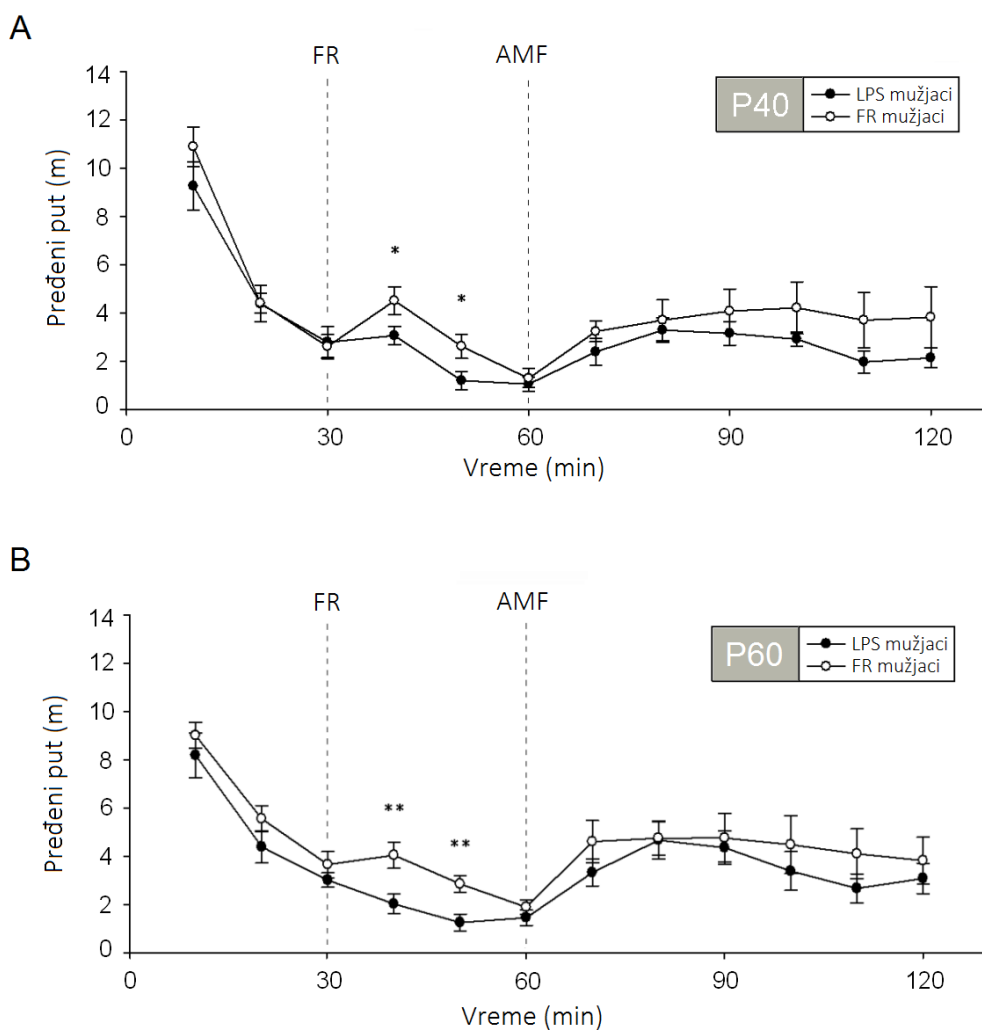 A
FR AMF
14
12
10
8
6
4
2
0
Pređeni put (m)
P40
LPS mužjaci
FR mužjaci
*
*
0 30 60 90 120
Vreme (min)
B
FR AMF
14
12
10
8
6
4
2
0
Pređeni put (m)
P60
LPS mužjaci
FR mužjaci
**
**
0 30 60 90 120
Vreme (min)